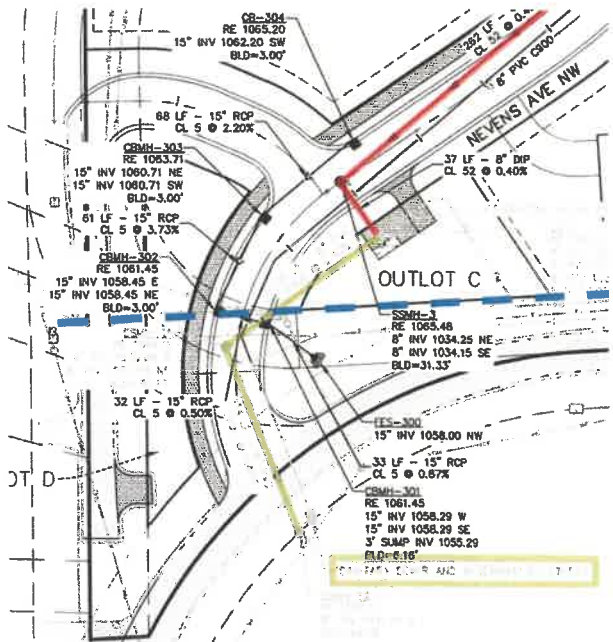 CB-304
RE 1065.20
15" INV 1062.20 SW
BLD=3.00'
262 LF -
CL 52 @
8" PVC C900
NEVENS AVE NW
68 LF - 15" RCP
CL 5 @ 2.20%
CBMH-303
RE 1063.71
15" INV 1060.71 NE
15" INV 1060.71 SW
BLD=3.00'
37 LF - 8" DIP
CL 52 @ 0.40%
61 LF - 15" RCP
CL 5 @ 3.73%
CBMH-302
RE 1061.45
15" INV 1058.45 E
15" INV 1058.45 NE
BLD=3.00'
OUTLOT C
SSMH-3
RE 1065.48
8" INV 1034.25 NE
8" INV 1034.15 SE
BLD=31.33'
32 LF - 15" RCP
CL 5 @ 0.50%
FES-300
15" INV 1058.00 NW
33 LF - 15" RCP
CL 5 @ 0.87%
OT D
CBMH-301
RE 1061.45
15" INV 1058.29 W
15" INV 1058.29 SE
3' SUMP INV 1055.29
BLD=6.16'
AND